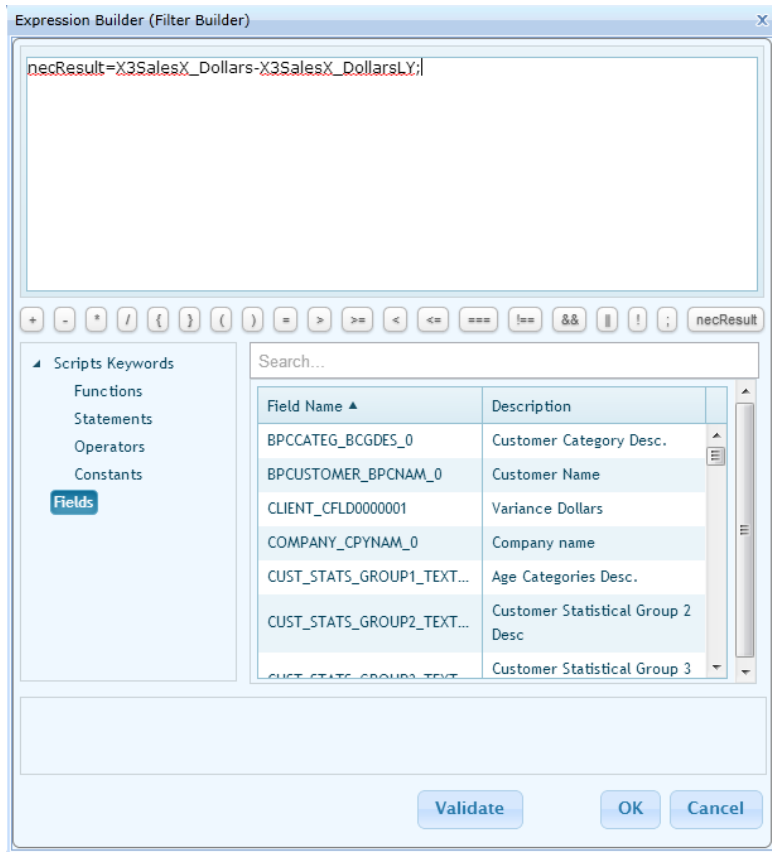 Expression Builder (Filter Builder) X
necResult=X3SalesX_Dollars-X3SalesX_DollarsLY;
+ - * / { } ( ) = > >= < <= === !== && || ! ; necResult
Scripts Keywords
Functions
Statements
Operators
Constants
Fields
Search...
Field Name ▲ Description
BPCCATEG_BCGDES_0 Customer Category Desc.
BPCUSTOMER_BPCNAM_0 Customer Name
CLIENT_CFLD0000001 Variance Dollars
COMPANY_CPYNAM_0 Company name
CUST_STATS_GROUP1_TEXT... Age Categories Desc.
CUST_STATS_GROUP2_TEXT... Customer Statistical Group 2
Desc
CUST_STATS_GROUP3_TEXT Customer Statistical Group 3
Validate OK Cancel